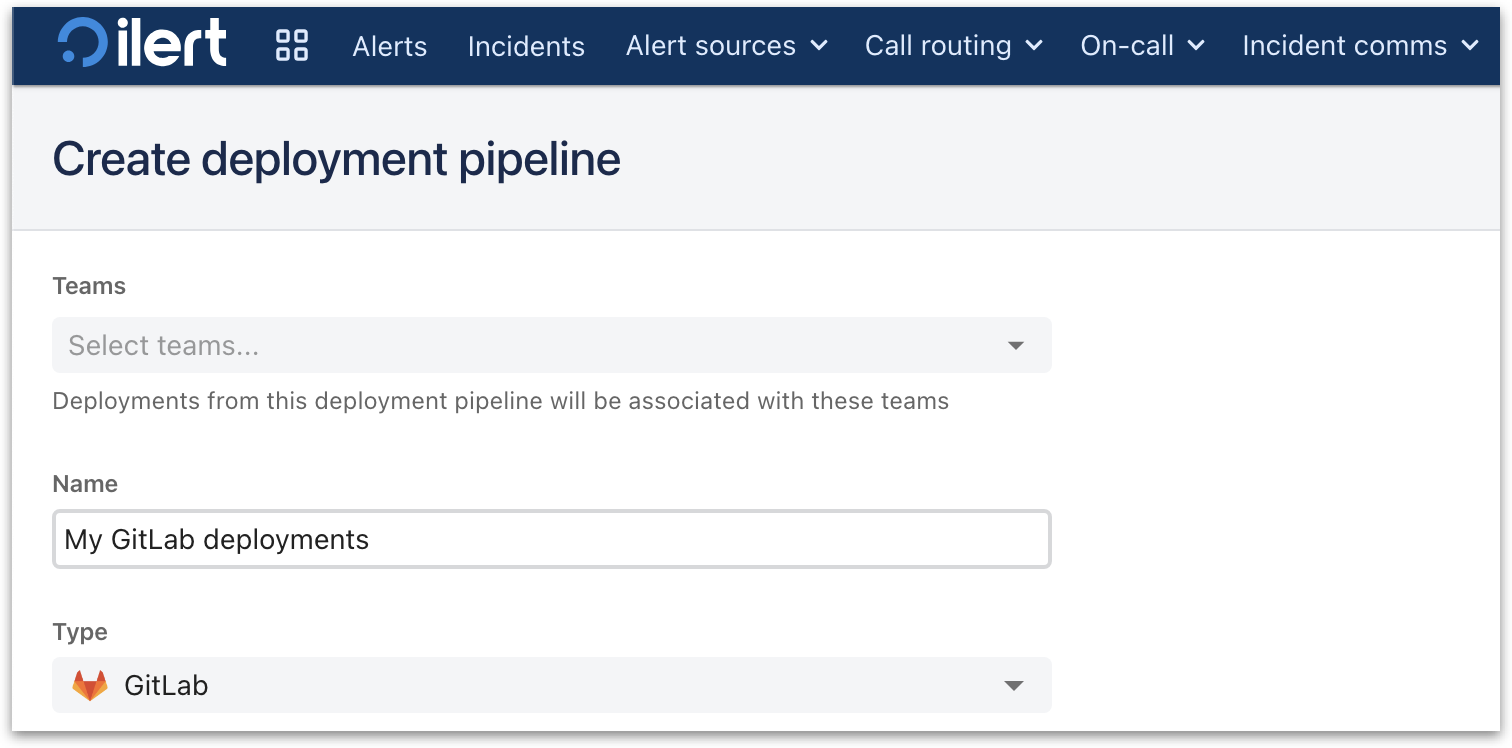 ilert Alerts Incidents Alert sources Call routing On-call Incident comms
Create deployment pipeline
Teams
Select teams...
Deployments from this deployment pipeline will be associated with these teams
Name
My GitLab deployments
Type
GitLab